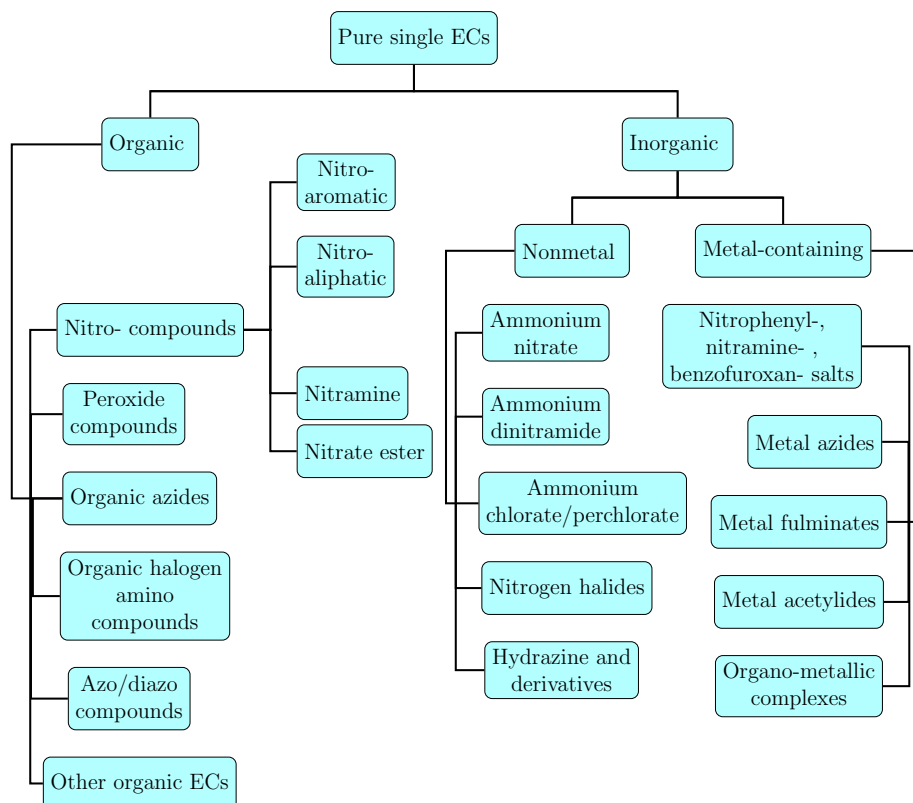 Pure single ECs
Organic
Inorganic
Nitro-
aromatic
Nitro-
aliphatic
Nitro- compounds
Nitramine
Nitrate ester
Peroxide
compounds
Organic azides
Organic halogen
amino
compounds
Azo/diazo
compounds
Other organic ECs
Nonmetal
Metal-containing
Ammonium
nitrate
Ammonium
dinitramide
Ammonium
chlorate/perchlorate
Nitrogen halides
Hydrazine and
derivatives
Nitrophenyl-,
nitramine- ,
benzofuroxan- salts
Metal azides
Metal fulminates
Metal acetylides
Organo-metallic
complexes